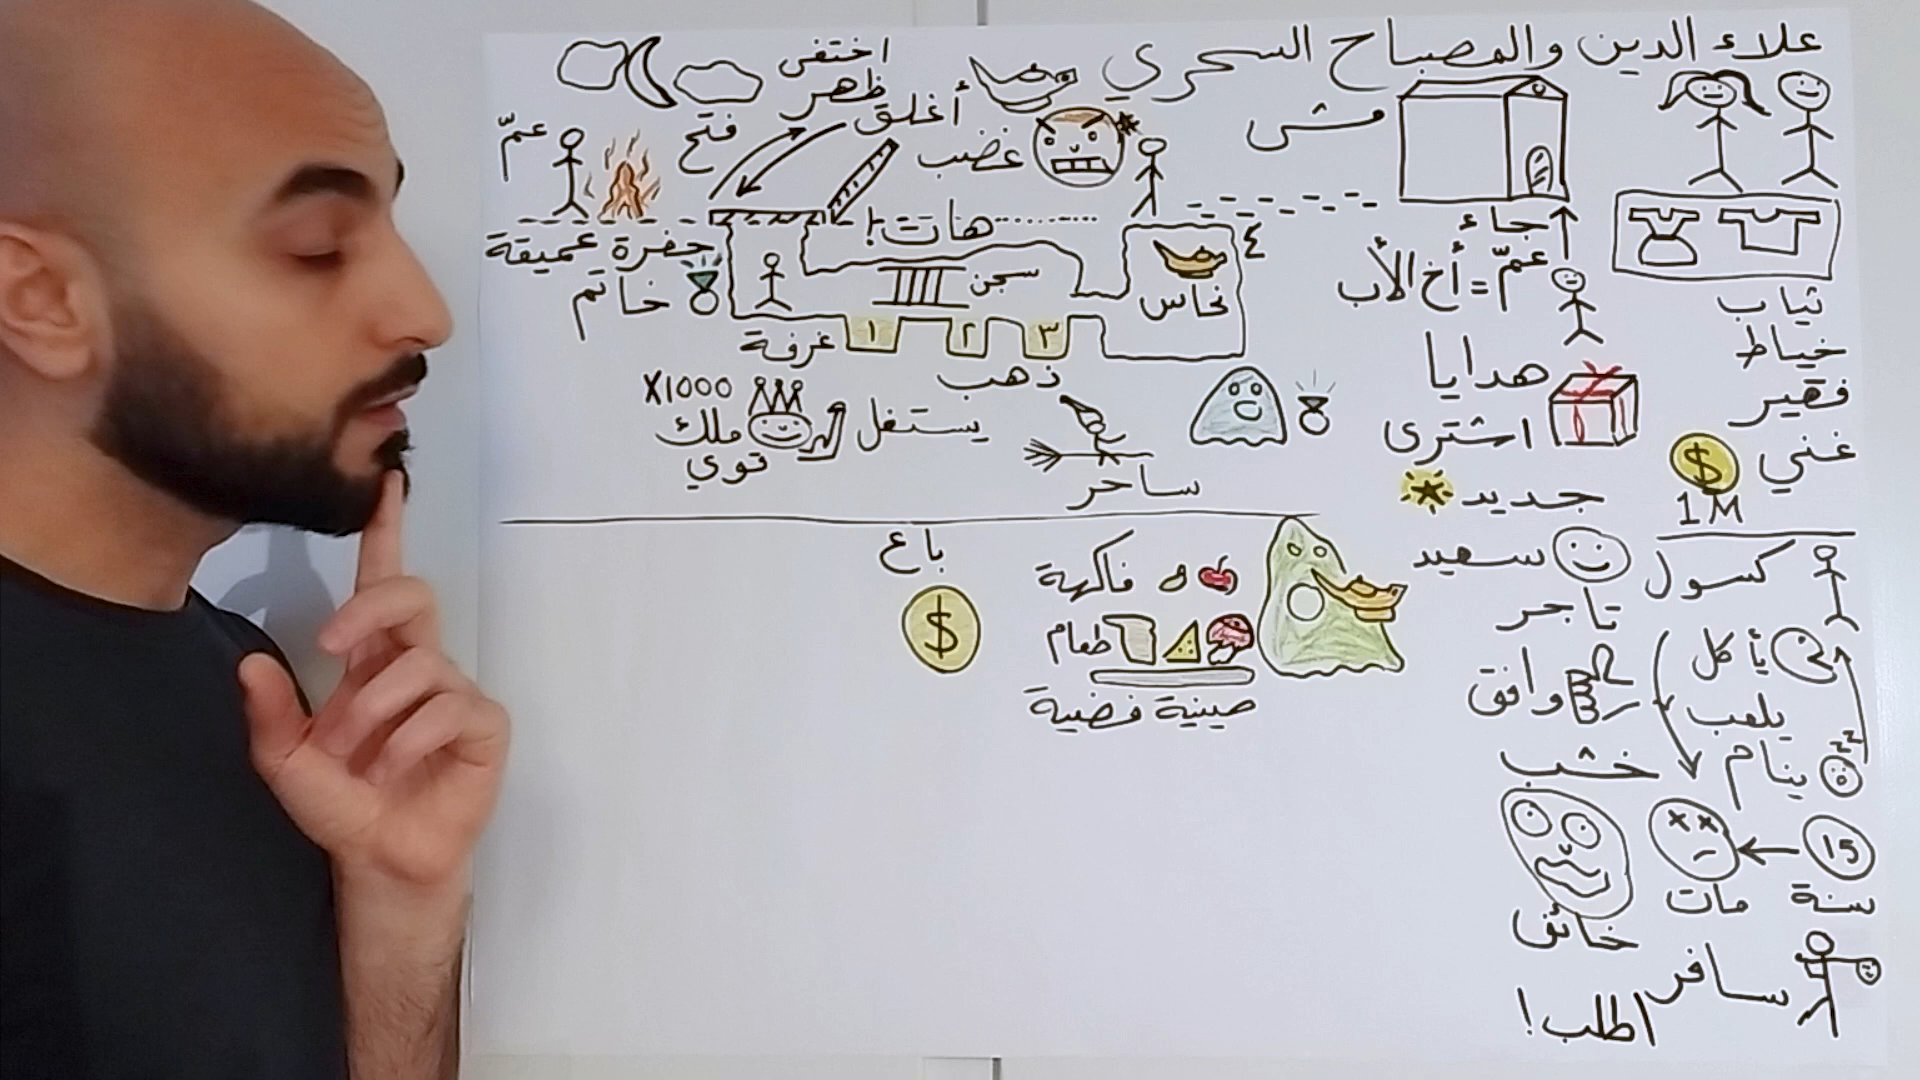 علاء الدين والمصباح السحري
ثياب
خياط
فقير
غني
$
1M
كسول
يأكل
يلعب
ينام
zzz
15
سنة
مات
سافر
اطلب!
مشى
جاء
عمّ = أخ الأب
هدايا
اشترى
جديد
سعيد
تاجر
وافق
خشب
خائف
اختفى
ظهر
أغلق
فتح
غضب
عمّ
هات!
حفرة عميقة
خاتم
سجن
نحاس
٤
١
٢
٣
غرفة
ذهب
X1000
ملك
قوي
يستغل
ساحر
باع
$
فاكهة
طعام
صينية فضية